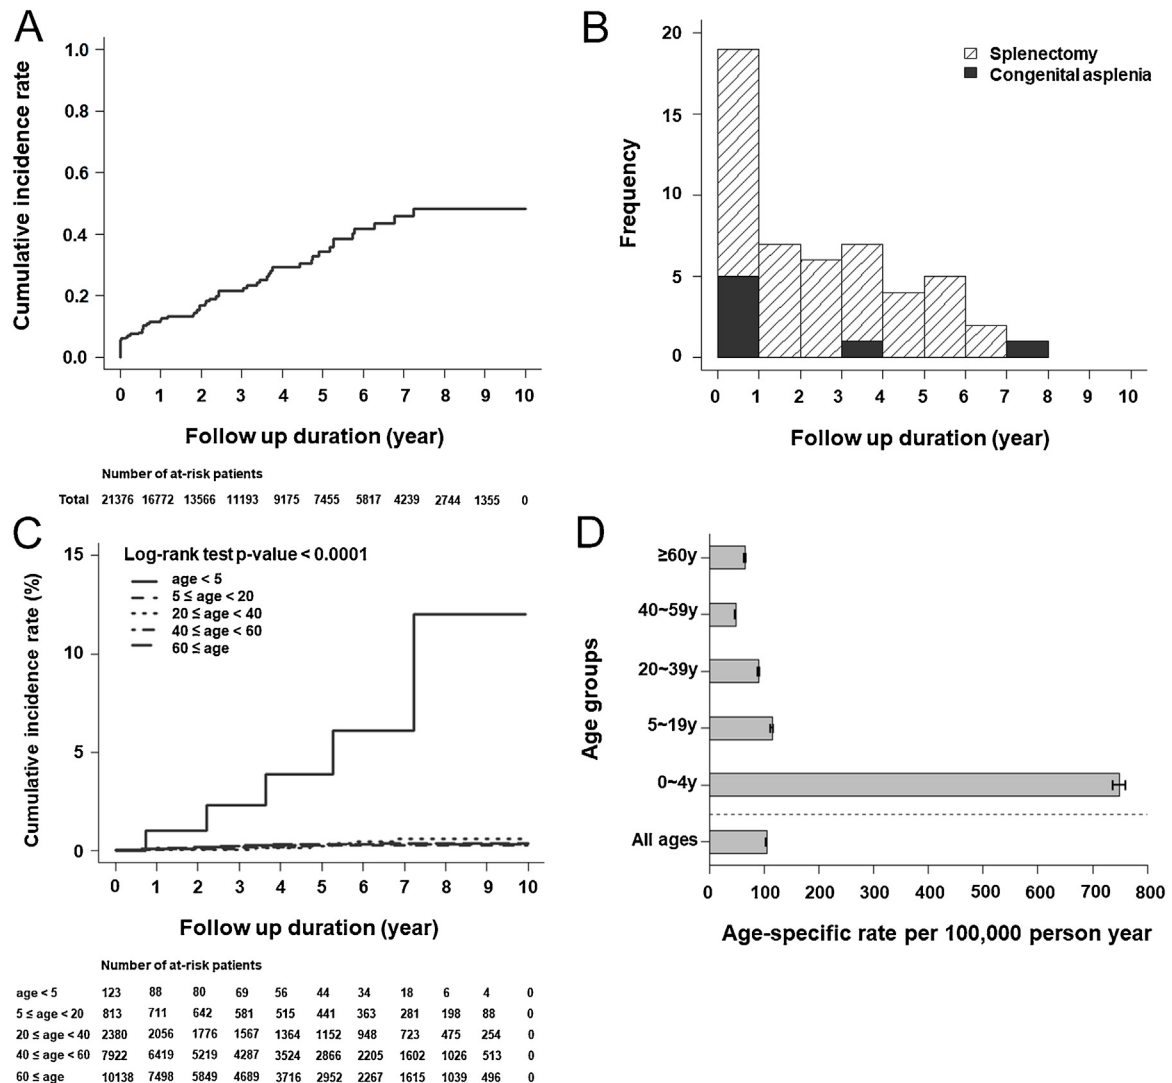 A
Cumulative incidence rate
1.0
0.8
0.6
0.4
0.2
0.0
0 1 2 3 4 5 6 7 8 9 10
Follow up duration (year)
Number of at-risk patients
Total 21376 16772 13566 11193 9175 7455 5817 4239 2744 1355 0
B
Frequency
20
15
10
5
0
Splenectomy
Congenital asplenia
0 1 2 3 4 5 6 7 8 9 10
Follow up duration (year)
C
Cumulative incidence rate (%)
15
10
5
0
Log-rank test p-value < 0.0001
age < 5
5 ≤ age < 20
20 ≤ age < 40
40 ≤ age < 60
60 ≤ age
0 1 2 3 4 5 6 7 8 9 10
Follow up duration (year)
Number of at-risk patients
age < 5 123 88 80 69 56 44 34 18 6 4 0
5 ≤ age < 20 813 711 642 581 515 441 363 281 198 88 0
20 ≤ age < 40 2380 2056 1776 1567 1364 1152 948 723 475 254 0
40 ≤ age < 60 7922 6419 5219 4287 3524 2866 2205 1602 1026 513 0
60 ≤ age 10138 7498 5849 4689 3716 2952 2267 1615 1039 496 0
D
Age groups
≥60y
40~59y
20~39y
5~19y
0~4y
All ages
0 100 200 300 400 500 600 700 800
Age-specific rate per 100,000 person year